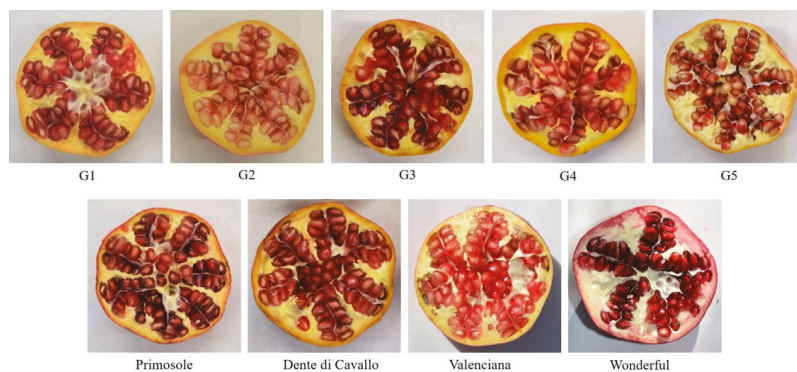 G1
G2
G3
G4
G5
Primosole
Dente di Cavallo
Valenciana
Wonderful